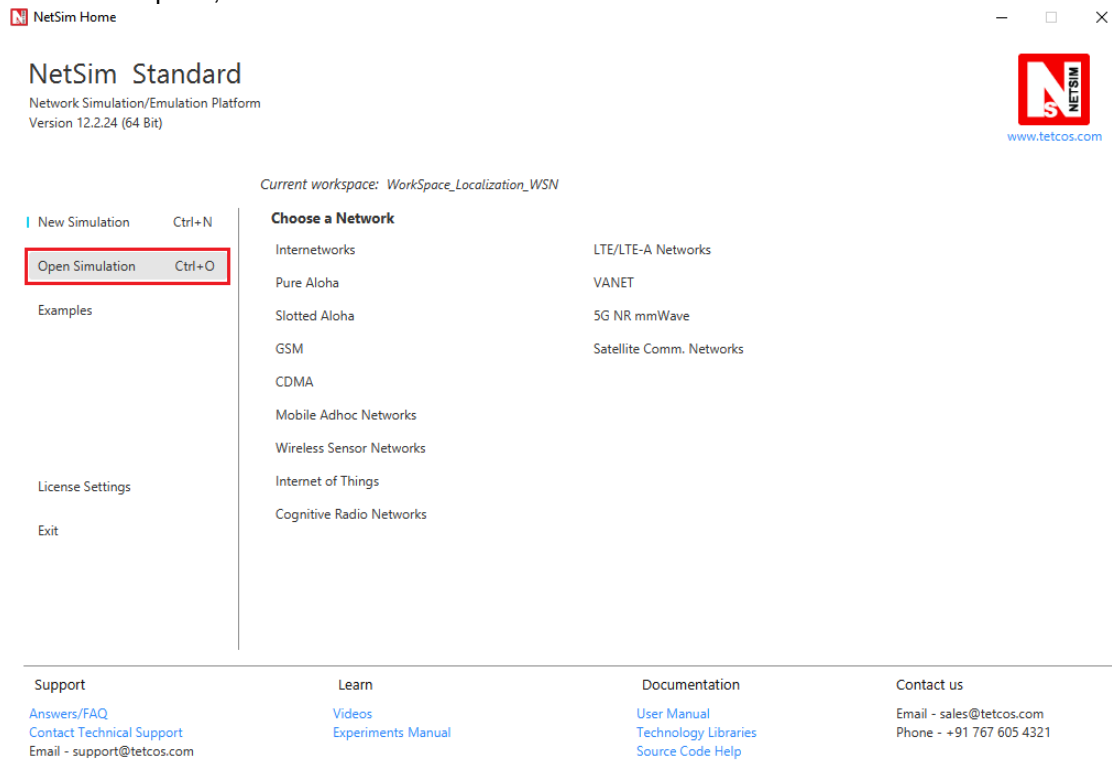 NetSim Home
NetSim Standard
Network Simulation/Emulation Platform
Version 12.2.24 (64 Bit)
NETSIM
NS
www.tetcos.com
Current workspace: WorkSpace_Localization_WSN
New Simulation Ctrl+N
Open Simulation Ctrl+O
Examples
License Settings
Exit
Choose a Network
Internetworks
Pure Aloha
Slotted Aloha
GSM
CDMA
Mobile Adhoc Networks
Wireless Sensor Networks
Internet of Things
Cognitive Radio Networks
LTE/LTE-A Networks
VANET
5G NR mmWave
Satellite Comm. Networks
Support
Answers/FAQ
Contact Technical Support
Email - support@tetcos.com
Learn
Videos
Experiments Manual
Documentation
User Manual
Technology Libraries
Source Code Help
Contact us
Email - sales@tetcos.com
Phone - +91 767 605 4321